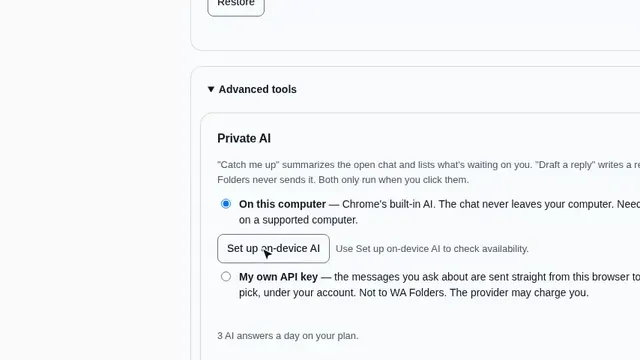 Restore
▼ Advanced tools
Private AI
"Catch me up" summarizes the open chat and lists what's waiting on you. "Draft a reply" writes a
Folders never sends it. Both only run when you click them.
On this computer — Chrome's built-in AI. The chat never leaves your computer.
on a supported computer.
Set up on-device AI
Use Set up on-device AI to check availability.
My own API key — the messages you ask about are sent straight from this browser to
pick, under your account. Not to WA Folders. The provider may charge you.
3 AI answers a day on your plan.